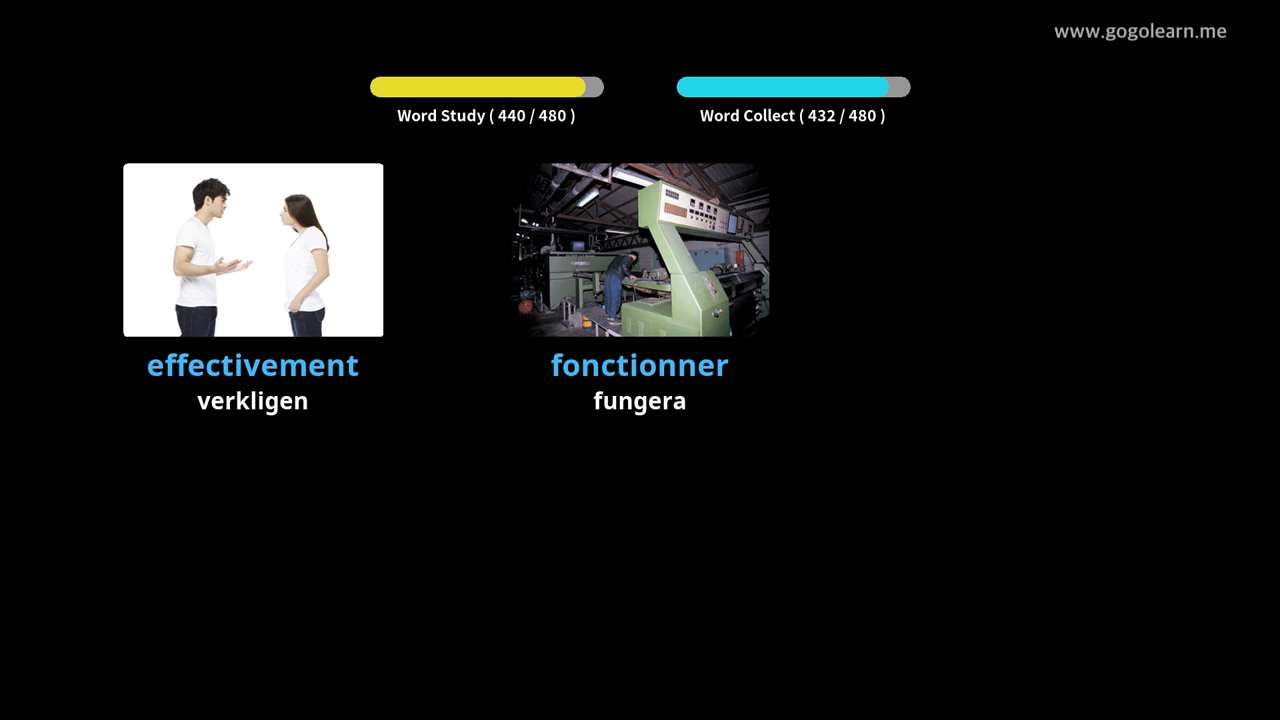 www.gogolearn.me
Word Study ( 440 / 480 )
Word Collect ( 432 / 480 )
effectivement
verkligen
fonctionner
fungera